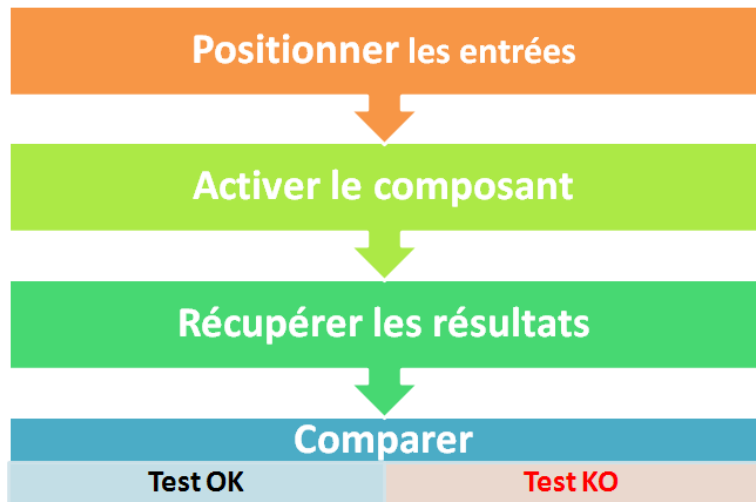 Positionner les entrées
Activer le composant
Récupérer les résultats
Comparer
Test OK
Test KO